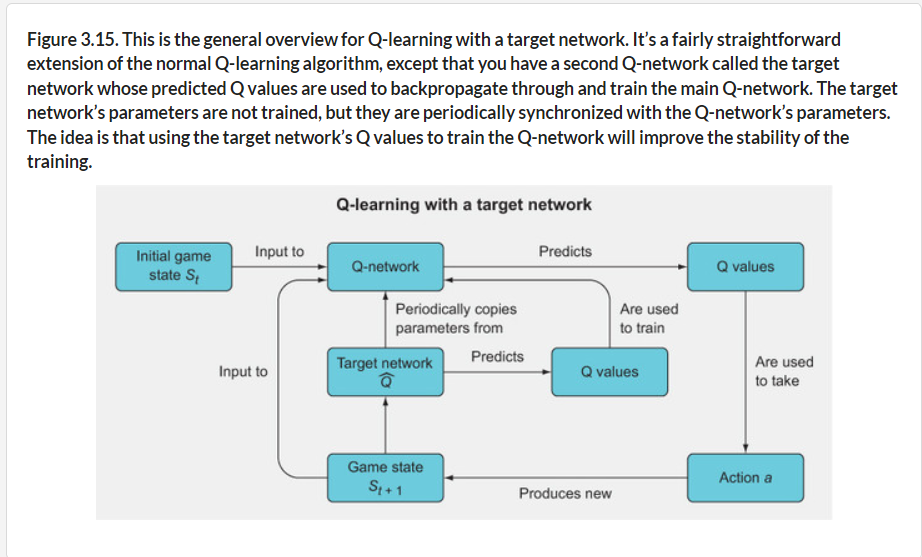 Figure 3.15. This is the general overview for Q-learning with a target network. It’s a fairly straightforward
extension of the normal Q-learning algorithm, except that you have a second Q-network called the target
network whose predicted Q values are used to backpropagate through and train the main Q-network. The target
network’s parameters are not trained, but they are periodically synchronized with the Q-network’s parameters.
The idea is that using the target network’s Q values to train the Q-network will improve the stability of the
training.
Q-learning with a target network
Initial game
state Sₜ
Input to
Q-network
Predicts
Q values
Periodically copies
parameters from
Are used
to train
Input to
Target network
Q̂
Predicts
Q values
Are used
to take
Game state
Sₜ₊₁
Produces new
Action a